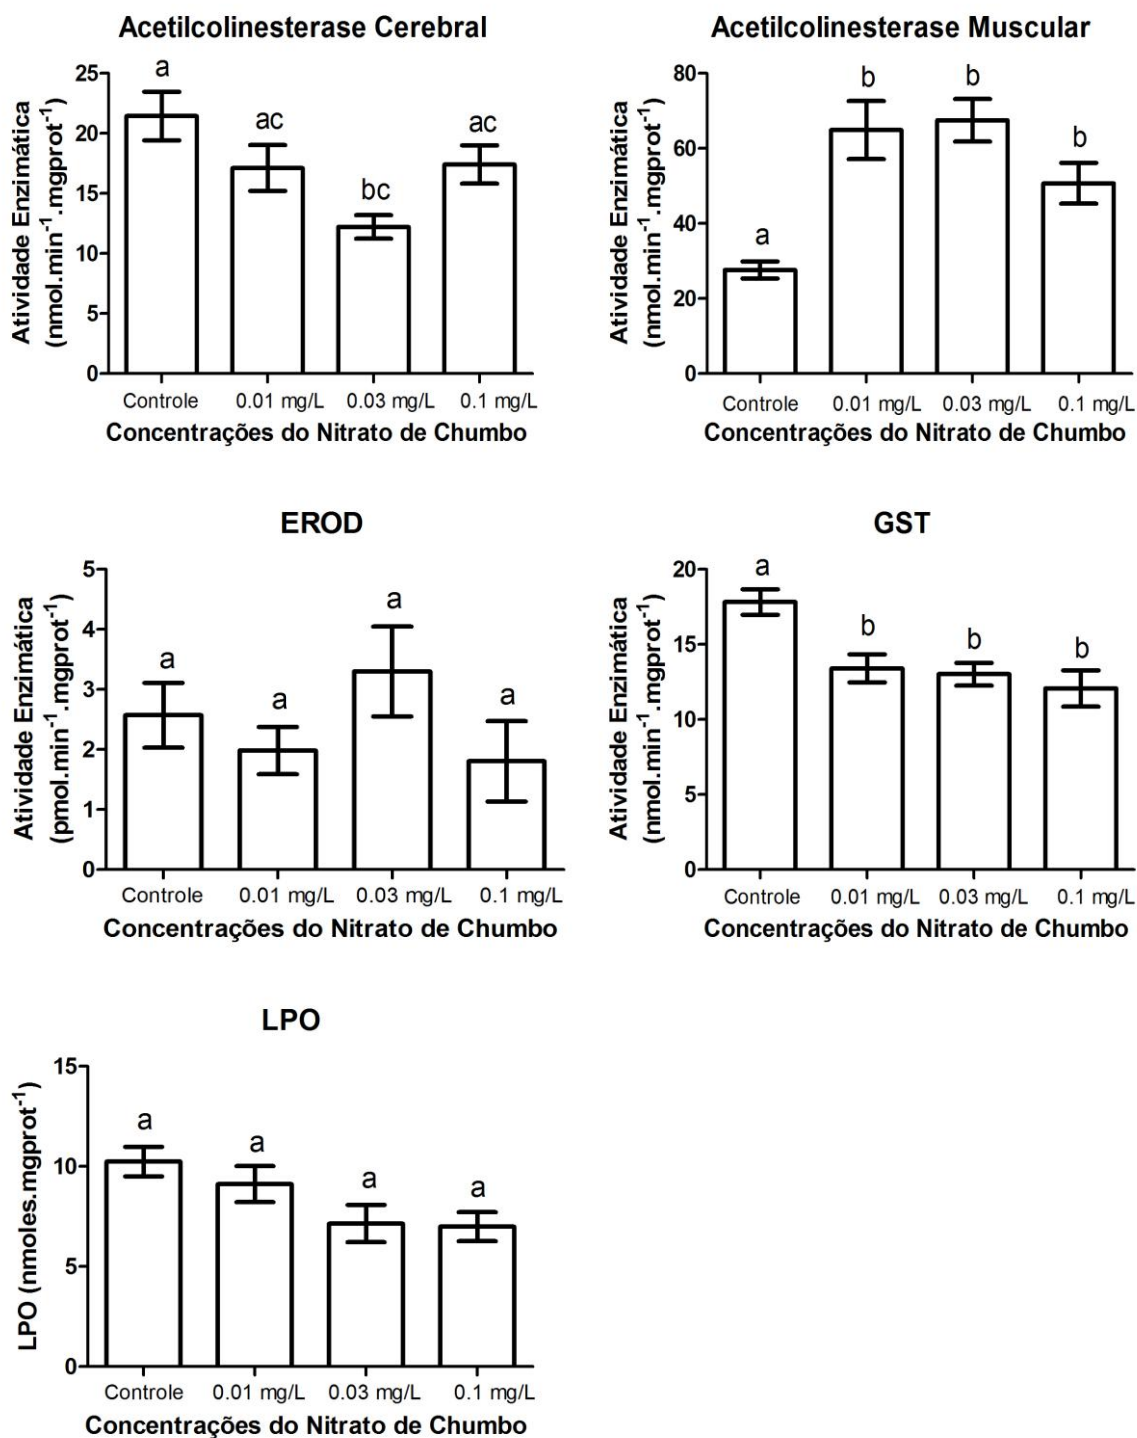 Acetilcolinesterase Cerebral
Atividade Enzimática
(nmol.min⁻¹.mgprot⁻¹)
25
20
15
10
5
0
a
ac
bc
ac
Controle 0.01 mg/L 0.03 mg/L 0.1 mg/L
Concentrações do Nitrato de Chumbo
Acetilcolinesterase Muscular
Atividade Enzimática
(nmol.min⁻¹.mgprot⁻¹)
80
60
40
20
0
a
b
b
b
Controle 0.01 mg/L 0.03 mg/L 0.1 mg/L
Concentrações do Nitrato de Chumbo
EROD
Atividade Enzimática
(pmol.min⁻¹.mgprot⁻¹)
5
4
3
2
1
0
a
a
a
a
Controle 0.01 mg/L 0.03 mg/L 0.1 mg/L
Concentrações do Nitrato de Chumbo
GST
Atividade Enzimática
(nmol.min⁻¹.mgprot⁻¹)
20
15
10
5
0
a
b
b
b
Controle 0.01 mg/L 0.03 mg/L 0.1 mg/L
Concentrações do Nitrato de Chumbo
LPO
LPO (nmoles.mgprot⁻¹)
15
10
5
0
a
a
a
a
Controle 0.01 mg/L 0.03 mg/L 0.1 mg/L
Concentrações do Nitrato de Chumbo